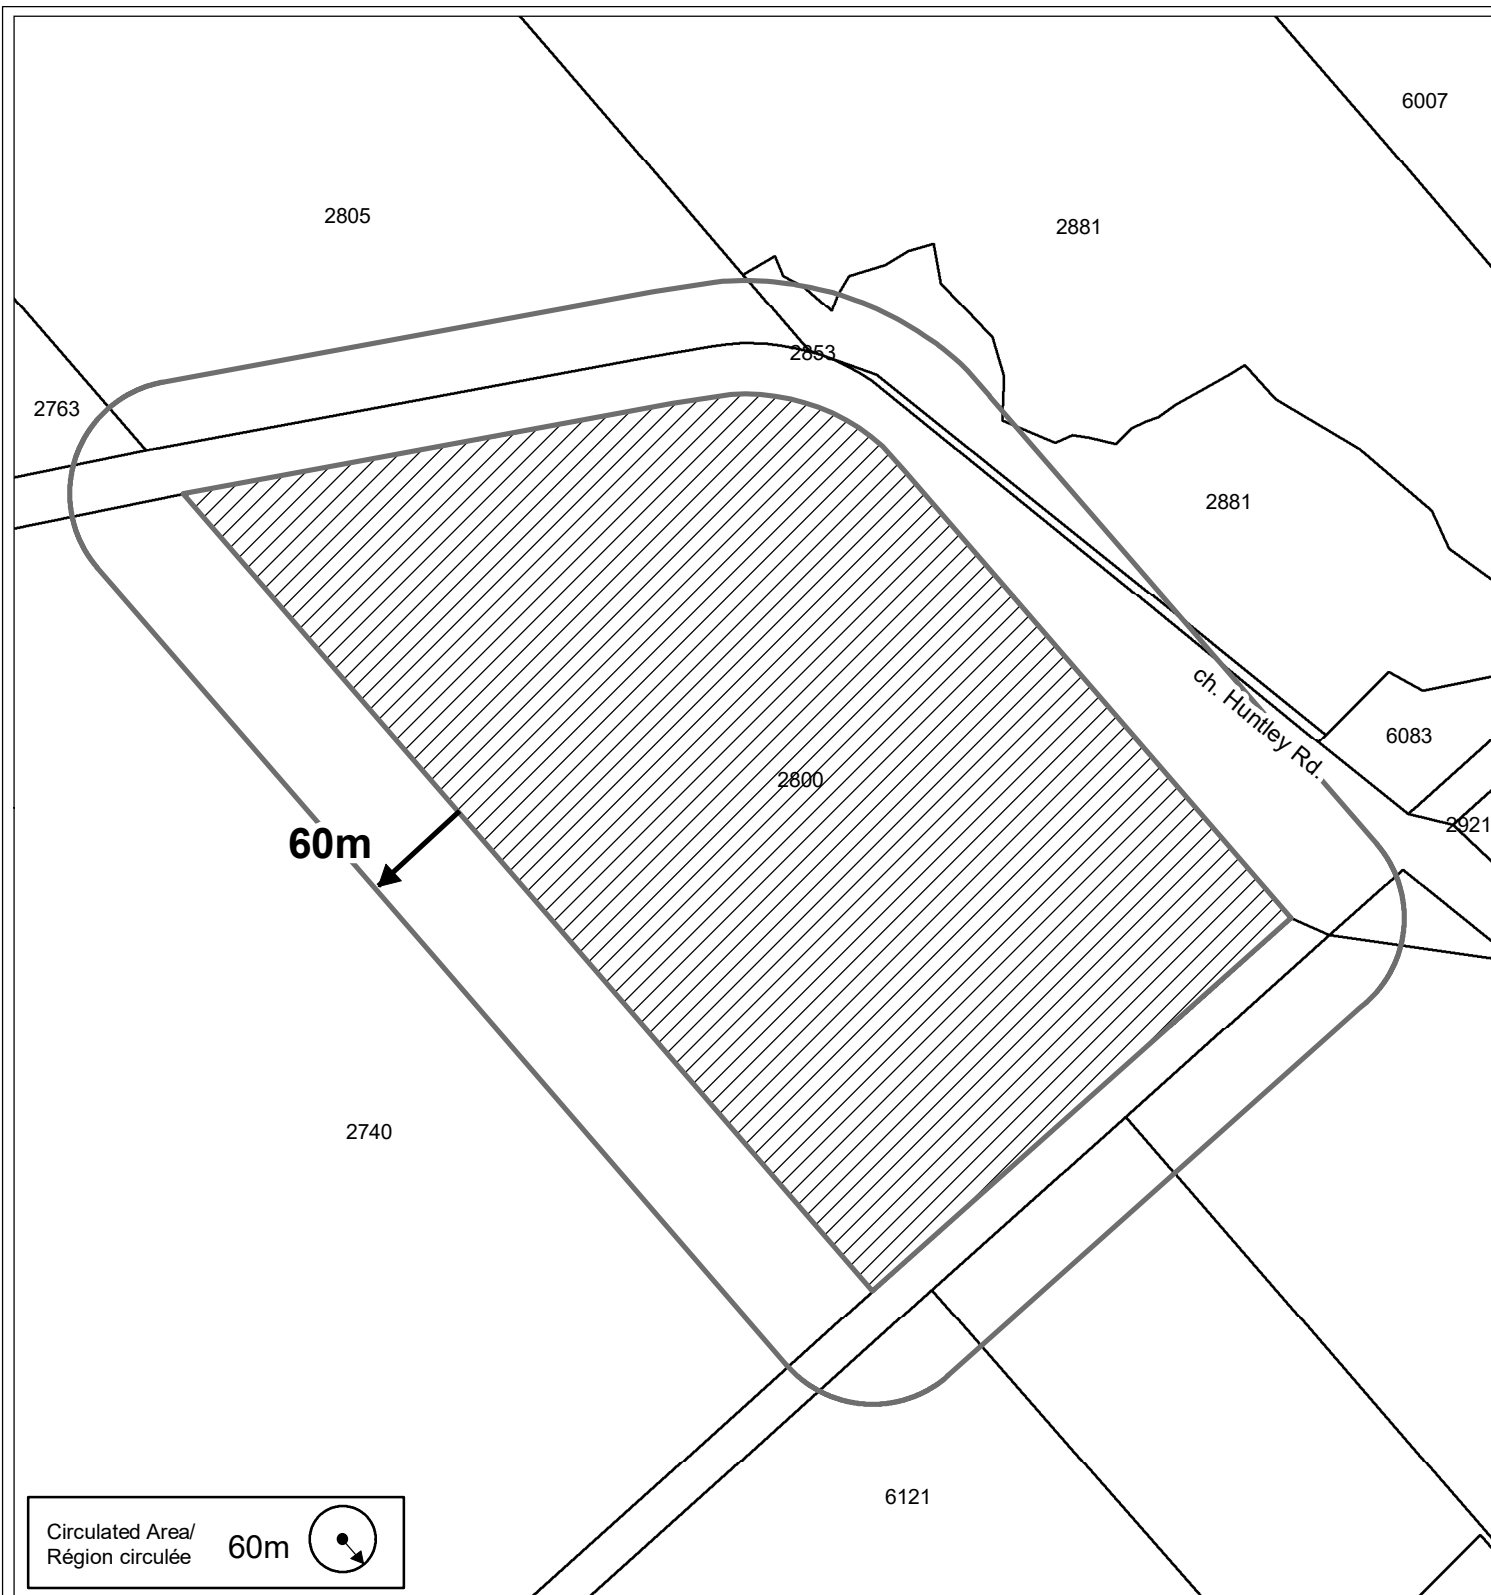 6007
2805
2881
2853
2763
2881
ch. Huntley Rd.
6083
2800
2921
60m
2740
6121
Circulated Area/
Région circulée
60m